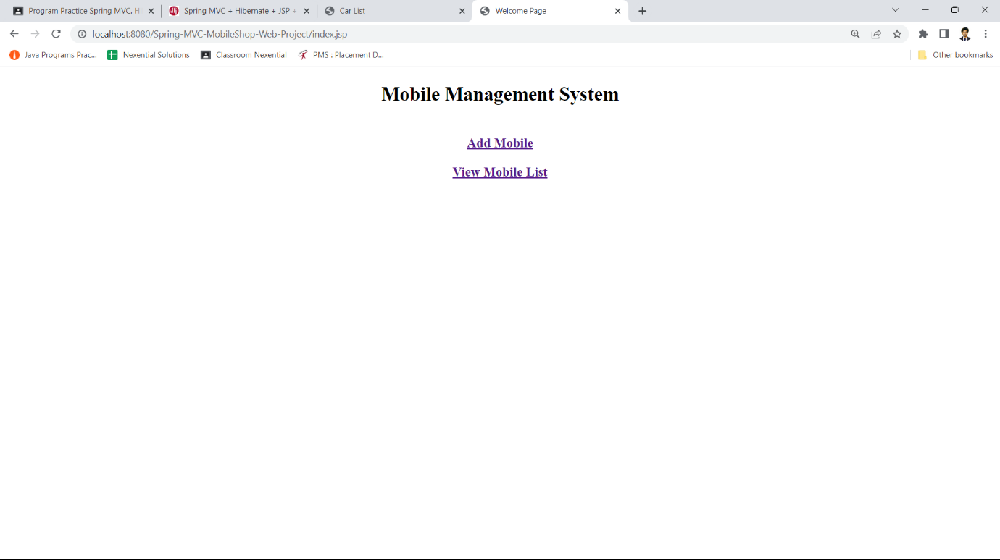 Program Practice Spring MVC, Hi
Spring MVC + Hibernate + JSP +
Car List
Welcome Page
localhost:8080/Spring-MVC-MobileShop-Web-Project/index.jsp
Java Programs Prac...
Nexential Solutions
Classroom Nexential
PMS : Placement D...
Other bookmarks
Mobile Management System
Add Mobile
View Mobile List